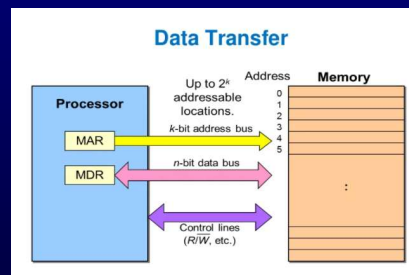 Data Transfer
Up to 2ᵏ
addressable
locations.
Address
Memory
Processor
0
1
2
3
4
5
k-bit address bus
MAR
n-bit data bus
MDR
:
Control lines
(R/W̅, etc.)